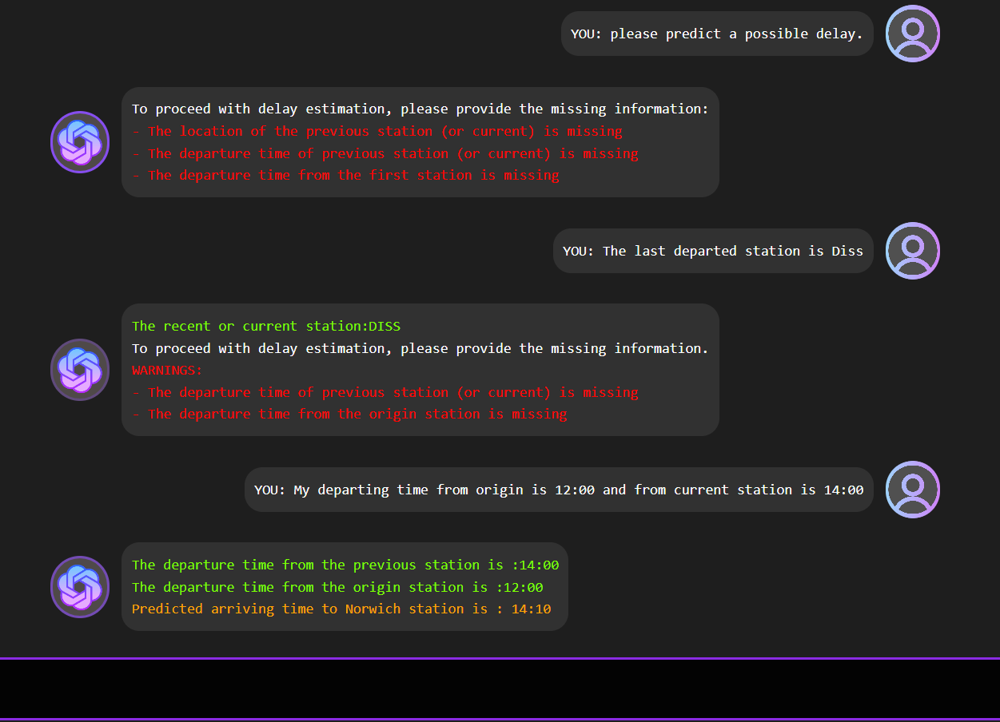 YOU: please predict a possible delay.
To proceed with delay estimation, please provide the missing information:
- The location of the previous station (or current) is missing
- The departure time of previous station (or current) is missing
- The departure time from the first station is missing
YOU: The last departed station is Diss
The recent or current station:DISS
To proceed with delay estimation, please provide the missing information.
WARNINGS:
- The departure time of previous station (or current) is missing
- The departure time from the origin station is missing
YOU: My departing time from origin is 12:00 and from current station is 14:00
The departure time from the previous station is :14:00
The departure time from the origin station is :12:00
Predicted arriving time to Norwich station is : 14:10